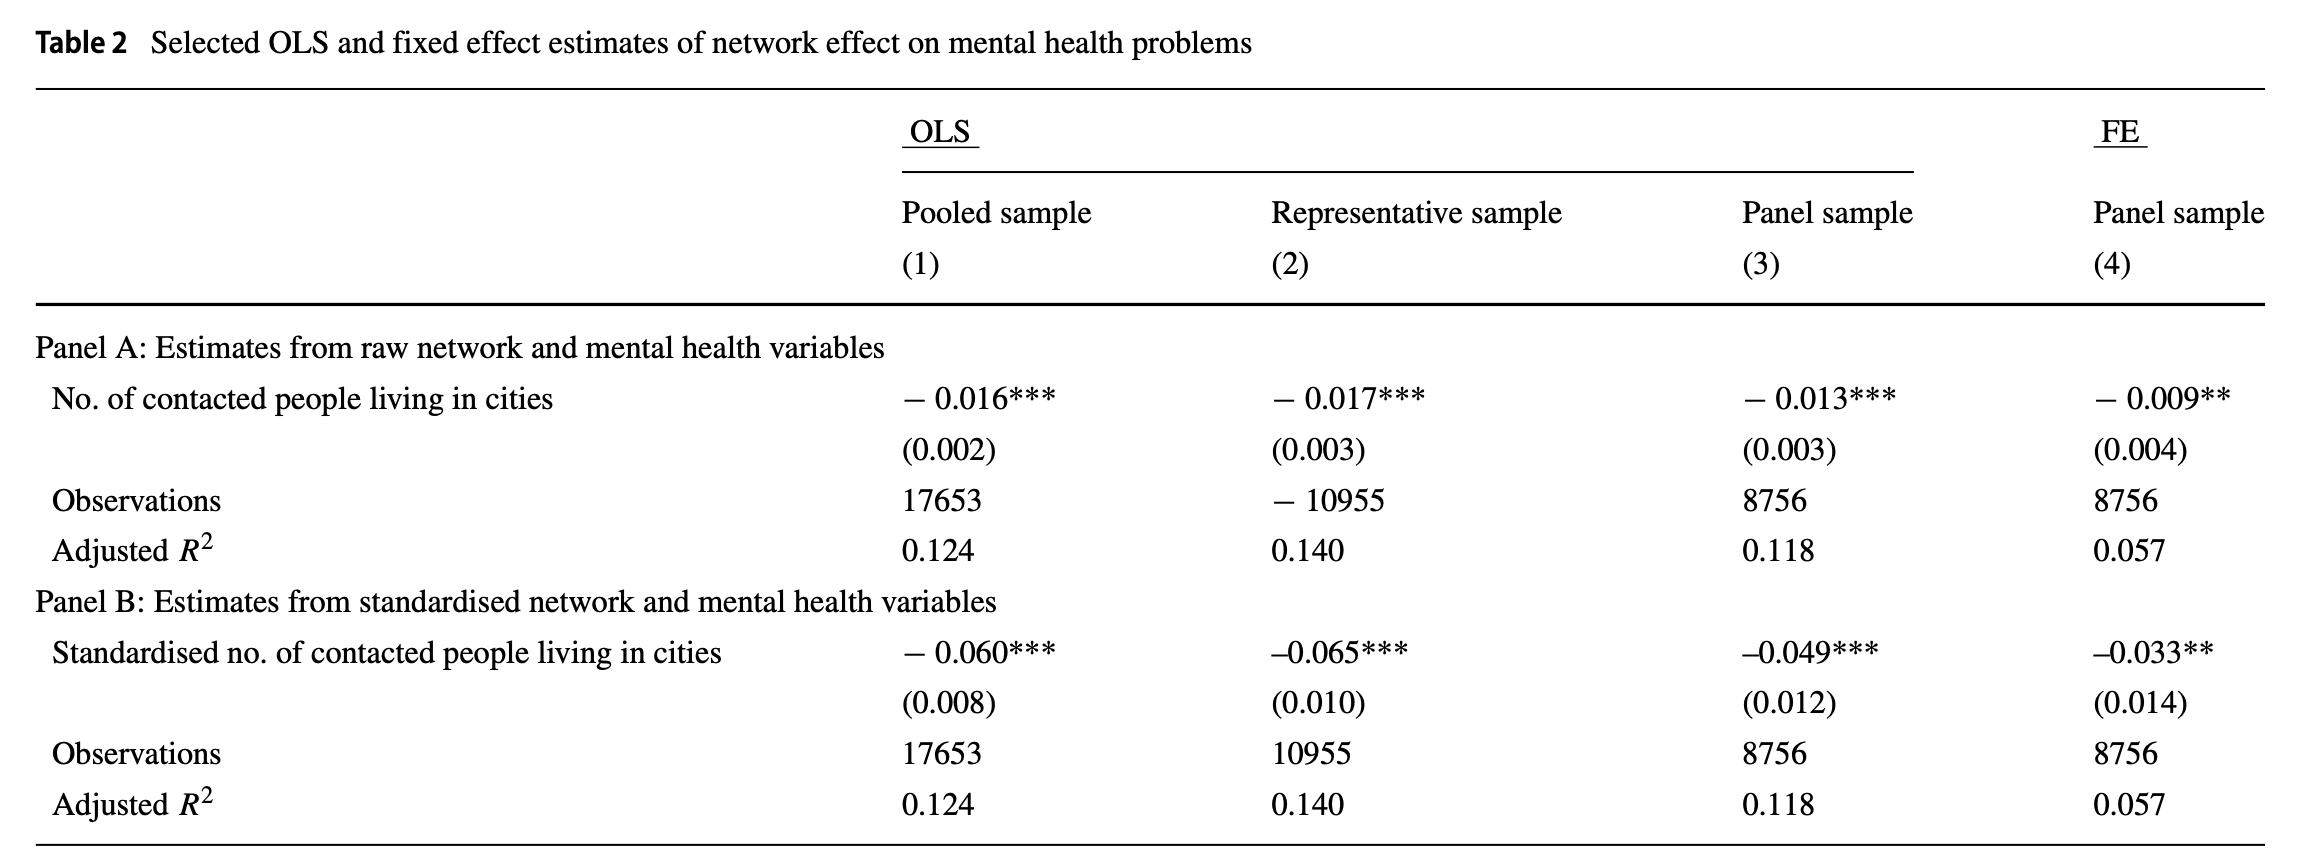 Table 2 Selected OLS and fixed effect estimates of network effect on mental health problems
OLS FE
Pooled sample Representative sample Panel sample Panel sample
(1) (2) (3) (4)
Panel A: Estimates from raw network and mental health variables
No. of contacted people living in cities − 0.016*** − 0.017*** − 0.013*** − 0.009**
(0.002) (0.003) (0.003) (0.004)
Observations 17653 − 10955 8756 8756
Adjusted R² 0.124 0.140 0.118 0.057
Panel B: Estimates from standardised network and mental health variables
Standardised no. of contacted people living in cities − 0.060*** –0.065*** –0.049*** –0.033**
(0.008) (0.010) (0.012) (0.014)
Observations 17653 10955 8756 8756
Adjusted R² 0.124 0.140 0.118 0.057